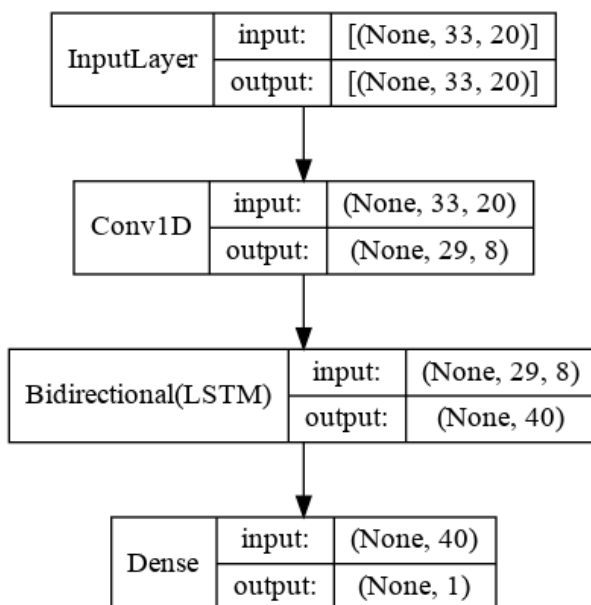 InputLayer
input: [(None, 33, 20)]
output: [(None, 33, 20)]
Conv1D
input: (None, 33, 20)
output: (None, 29, 8)
Bidirectional(LSTM)
input: (None, 29, 8)
output: (None, 40)
Dense
input: (None, 40)
output: (None, 1)